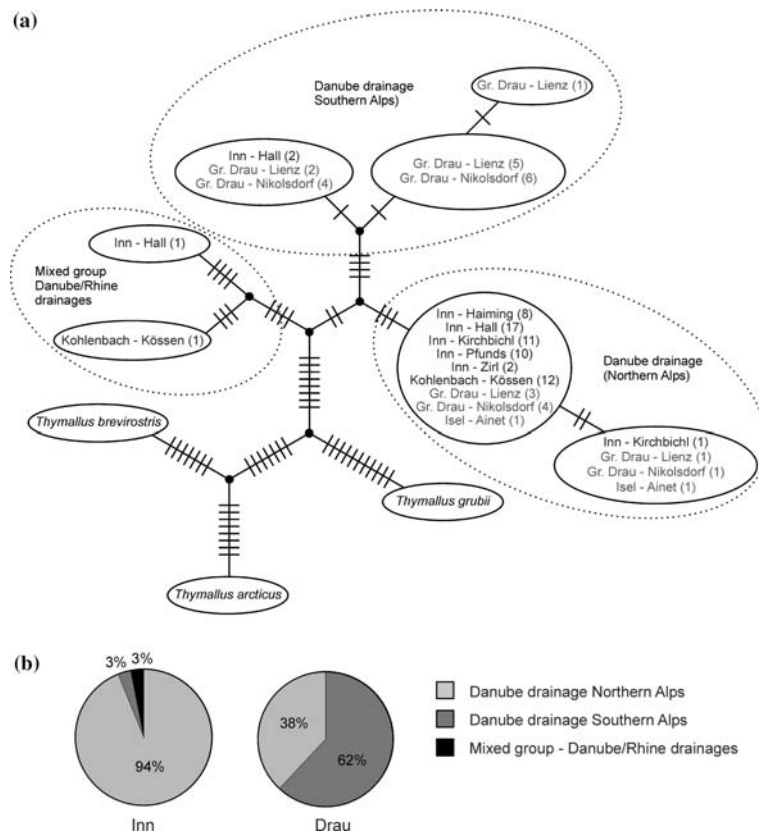 (a)
Danube drainage
Southern Alps)
Gr. Drau - Lienz (1)
Inn - Hall (2)
Gr. Drau - Lienz (2)
Gr. Drau - Nikolsdorf (4)
Gr. Drau - Lienz (5)
Gr. Drau - Nikolsdorf (6)
Inn - Hall (1)
Mixed group
Danube/Rhine
drainages
Kohlenbach - Kössen (1)
Inn - Haiming (8)
Inn - Hall (17)
Inn - Kirchbichl (11)
Inn - Pfunds (10)
Inn - Zirl (2)
Kohlenbach - Kössen (12)
Gr. Drau - Lienz (3)
Gr. Drau - Nikolsdorf (4)
Isel - Ainet (1)
Danube drainage
(Northern Alps)
Inn - Kirchbichl (1)
Gr. Drau - Lienz (1)
Gr. Drau - Nikolsdorf (1)
Isel - Ainet (1)
Thymallus brevirostris
Thymallus grubii
Thymallus arcticus
(b)
3% 3%
94%
Inn
38%
62%
Drau
Danube drainage Northern Alps
Danube drainage Southern Alps
Mixed group - Danube/Rhine drainages